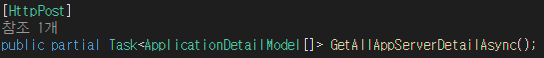 [HttpPost]
참조 1개
public partial Task<ApplicationDetailModel[]> GetAllAppServerDetailAsync();